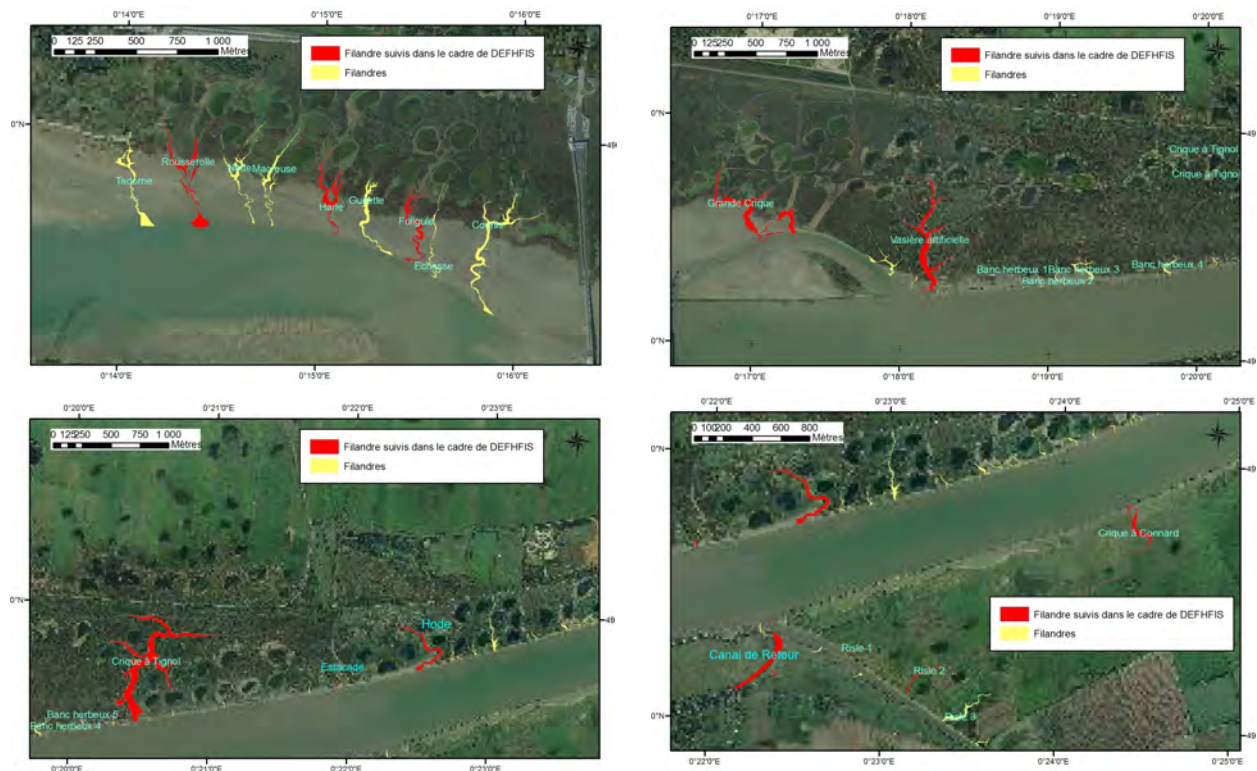 0°14'0"E 0°15'0"E 0°16'0"E
0 125 250 500 750 1 000
Mètres
Filandre suivis dans le cadre de DEFHFIS
Filandres
0°N
Tadorne
Rousserolle
Macreuse
Harle
Guifette
Fuligule
Echasse
0°14'0"E 0°15'0"E 0°16'0"E
0°17'0"E 0°18'0"E 0°19'0"E 0°20'0"E
0 125 250 500 750 1 000
Mètres
Filandre suivis dans le cadre de DEFHFIS
Filandres
0°N
Crique à Tignol
Crique à Tignol
Grande Crique
Vasière artificielle
Banc herbeux 1
Banc herbeux 3
Banc herbeux 4
Banc herbeux 2
0°N
0°17'0"E 0°18'0"E 0°19'0"E 0°20'0"E
0°20'0"E 0°21'0"E 0°22'0"E 0°23'0"E
0 125 250 500 750 1 000
Mètres
Filandre suivis dans le cadre de DEFHFIS
Filandres
0°N
Hode
Crique à Tignol
Estacade
Banc herbeux 5
Banc herbeux 4
0°20'0"E 0°21'0"E 0°22'0"E 0°23'0"E
0°22'0"E 0°23'0"E 0°24'0"E 0°25'0"E
0 100 200 400 600 800
Mètres
0°N
Crique à Connard
Filandre suivis dans le cadre de DEFHFIS
Filandres
Canal de Retour
Risle 1
Risle 2
Risle 3
0°N
0°22'0"E 0°23'0"E 0°24'0"E 0°25'0"E